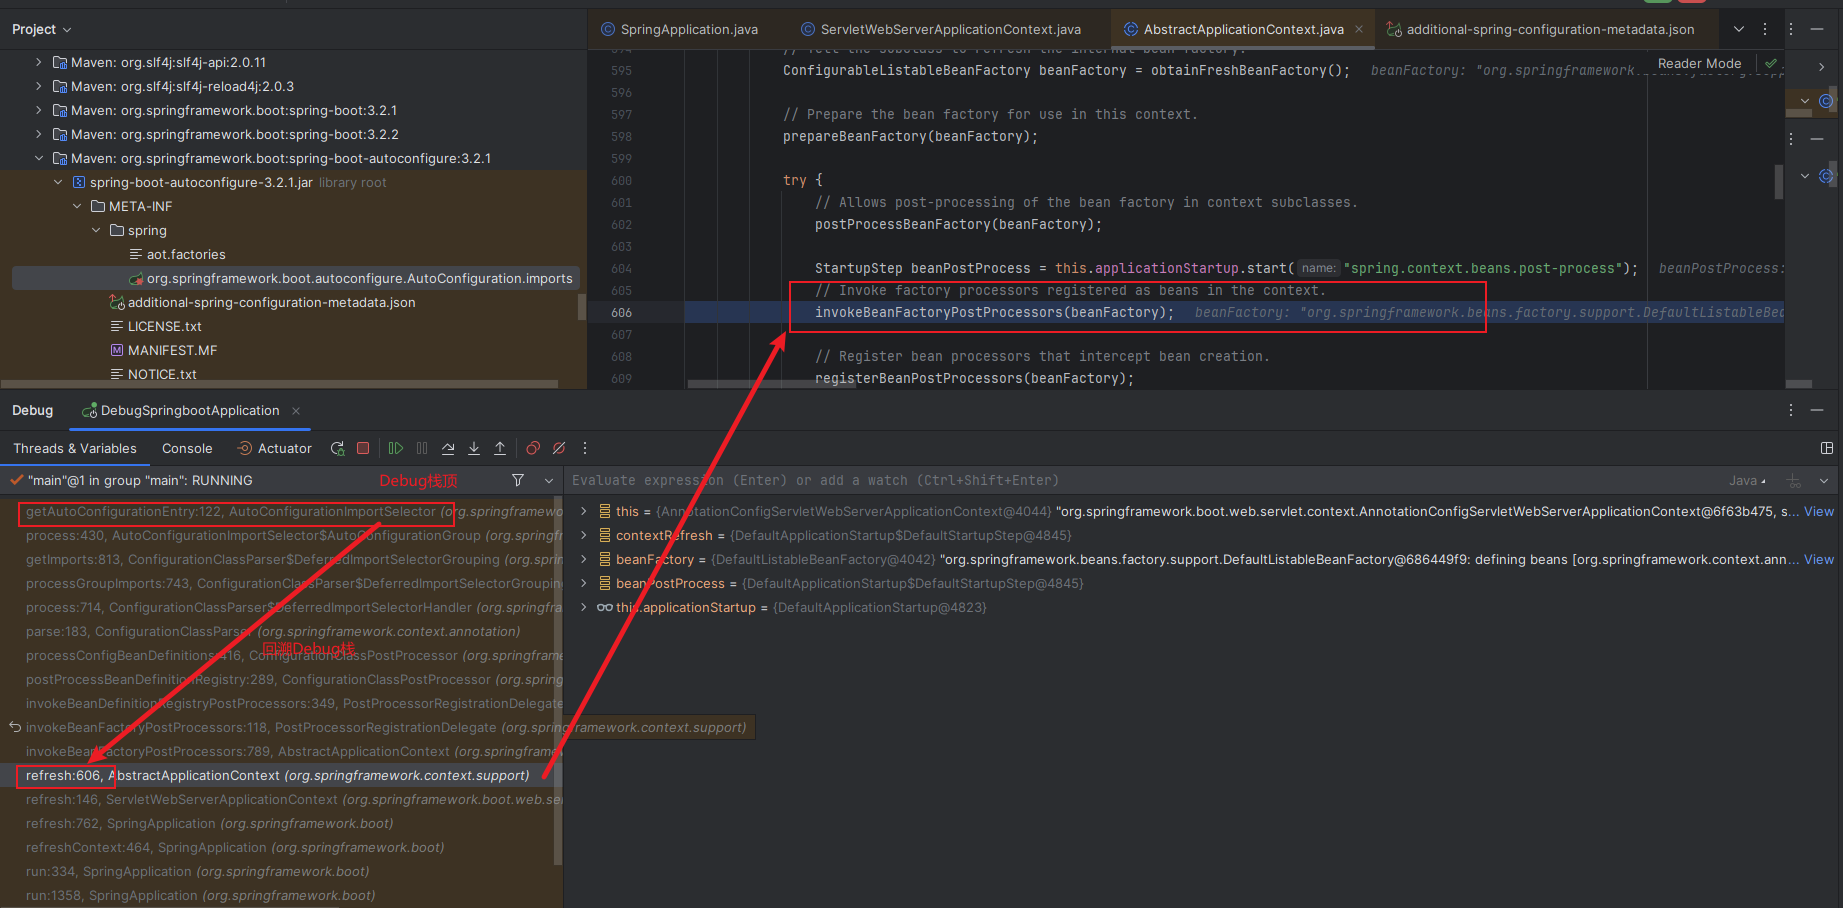 Project
SpringApplication.java
ServletWebServerApplicationContext.java
AbstractApplicationContext.java
additional-spring-configuration-metadata.json
Maven: org.slf4j:slf4j-api:2.0.11
Maven: org.slf4j:slf4j-reload4j:2.0.3
Maven: org.springframework.boot:spring-boot:3.2.1
Maven: org.springframework.boot:spring-boot:3.2.2
Maven: org.springframework.boot:spring-boot-autoconfigure:3.2.1
spring-boot-autoconfigure-3.2.1.jar library root
META-INF
spring
aot.factories
org.springframework.boot.autoconfigure.AutoConfiguration.imports
additional-spring-configuration-metadata.json
LICENSE.txt
MANIFEST.MF
NOTICE.txt
594 // Tell the subclass to refresh the internal bean factory.
595 ConfigurableListableBeanFactory beanFactory = obtainFreshBeanFactory(); beanFactory: "org.springframework.
Reader Mode
596
597 // Prepare the bean factory for use in this context.
598 prepareBeanFactory(beanFactory);
599
600 try {
601 // Allows post-processing of the bean factory in context subclasses.
602 postProcessBeanFactory(beanFactory);
603
604 StartupStep beanPostProcess = this.applicationStartup.start( name: "spring.context.beans.post-process"); beanPostProcess:
605 // Invoke factory processors registered as beans in the context.
606 invokeBeanFactoryPostProcessors(beanFactory); beanFactory: "org.springframework.beans.factory.support.DefaultListableBea
607
608 // Register bean processors that intercept bean creation.
609 registerBeanPostProcessors(beanFactory);
Debug
DebugSpringbootApplication
Threads & Variables
Console
Actuator
"main"@1 in group "main": RUNNING
Debug栈顶
Evaluate expression (Enter) or add a watch (Ctrl+Shift+Enter)
Java
getAutoConfigurationEntry:122, AutoConfigurationImportSelector (org.springframewo
process:430, AutoConfigurationImportSelector$AutoConfigurationGroup (org.spring
getImports:813, ConfigurationClassParser$DeferredImportSelectorGrouping (org.spr
processGroupImports:743, ConfigurationClassParser$DeferredImportSelectorGrouping
process:714, ConfigurationClassParser$DeferredImportSelectorHandler (org.springfra
parse:183, ConfigurationClassParser (org.springframework.context.annotation)
回溯Debug栈
processConfigBeanDefinitions:416, ConfigurationClassPostProcessor (org.springframe
postProcessBeanDefinitionRegistry:289, ConfigurationClassPostProcessor (org.spring
invokeBeanDefinitionRegistryPostProcessors:349, PostProcessorRegistrationDelegate
invokeBeanFactoryPostProcessors:118, PostProcessorRegistrationDelegate (org.springframework.context.support)
invokeBeanFactoryPostProcessors:789, AbstractApplicationContext (org.springframew
refresh:606, AbstractApplicationContext (org.springframework.context.support)
refresh:146, ServletWebServerApplicationContext (org.springframework.boot.web.se
refresh:762, SpringApplication (org.springframework.boot)
refreshContext:464, SpringApplication (org.springframework.boot)
run:334, SpringApplication (org.springframework.boot)
run:1358, SpringApplication (org.springframework.boot)
this = {AnnotationConfigServletWebServerApplicationContext@4044} "org.springframework.boot.web.servlet.context.AnnotationConfigServletWebServerApplicationContext@6f63b475, s... View
contextRefresh = {DefaultApplicationStartup$DefaultStartupStep@4845}
beanFactory = {DefaultListableBeanFactory@4042} "org.springframework.beans.factory.support.DefaultListableBeanFactory@686449f9: defining beans [org.springframework.context.ann... View
beanPostProcess = {DefaultApplicationStartup$DefaultStartupStep@4845}
this.applicationStartup = {DefaultApplicationStartup@4823}